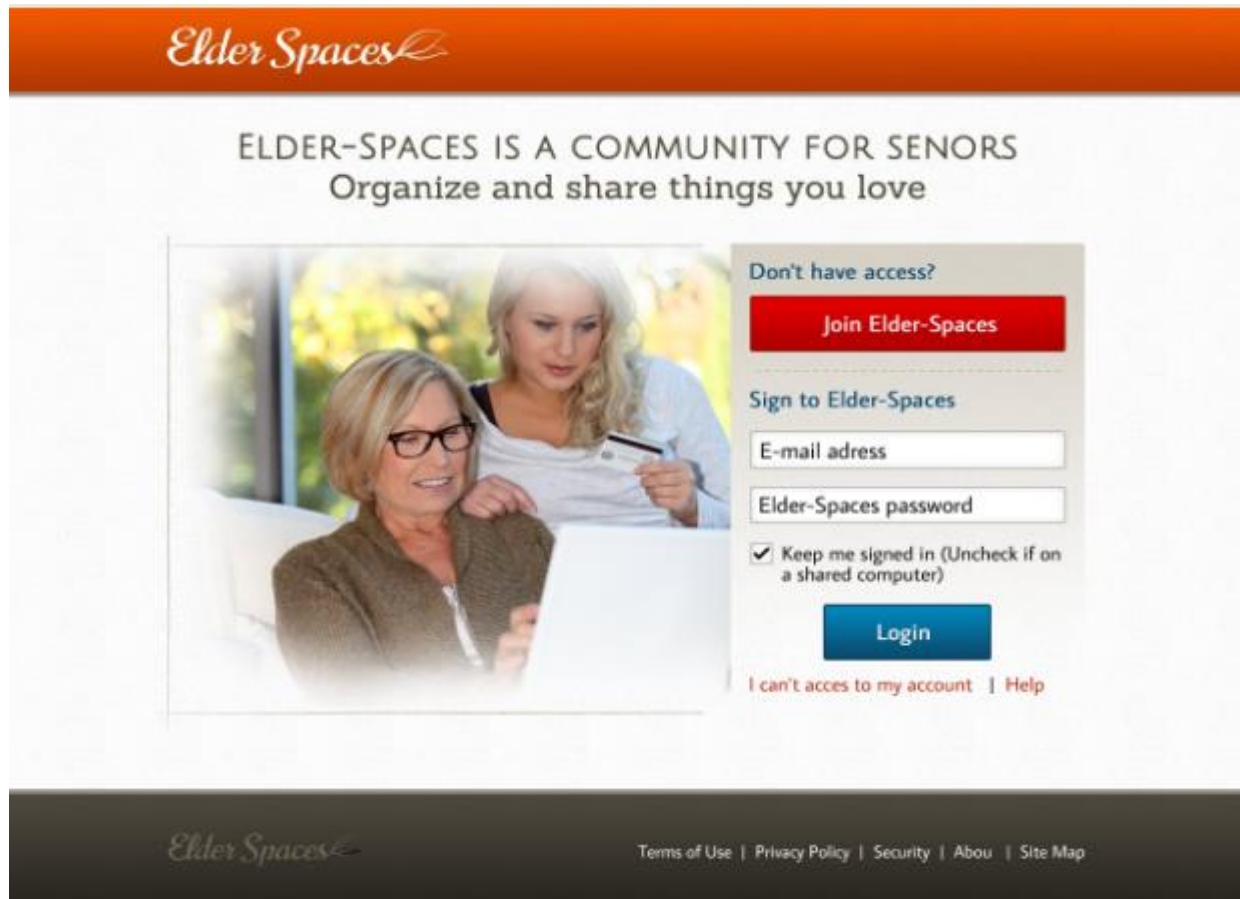 Elder Spaces
ELDER-SPACES IS A COMMUNITY FOR SENORS
Organize and share things you love
Don't have access?
Join Elder-Spaces
Sign to Elder-Spaces
E-mail adress
Elder-Spaces password
Keep me signed in (Uncheck if on
a shared computer)
Login
I can't acces to my account | Help
Elder Spaces
Terms of Use | Privacy Policy | Security | Abou | Site Map